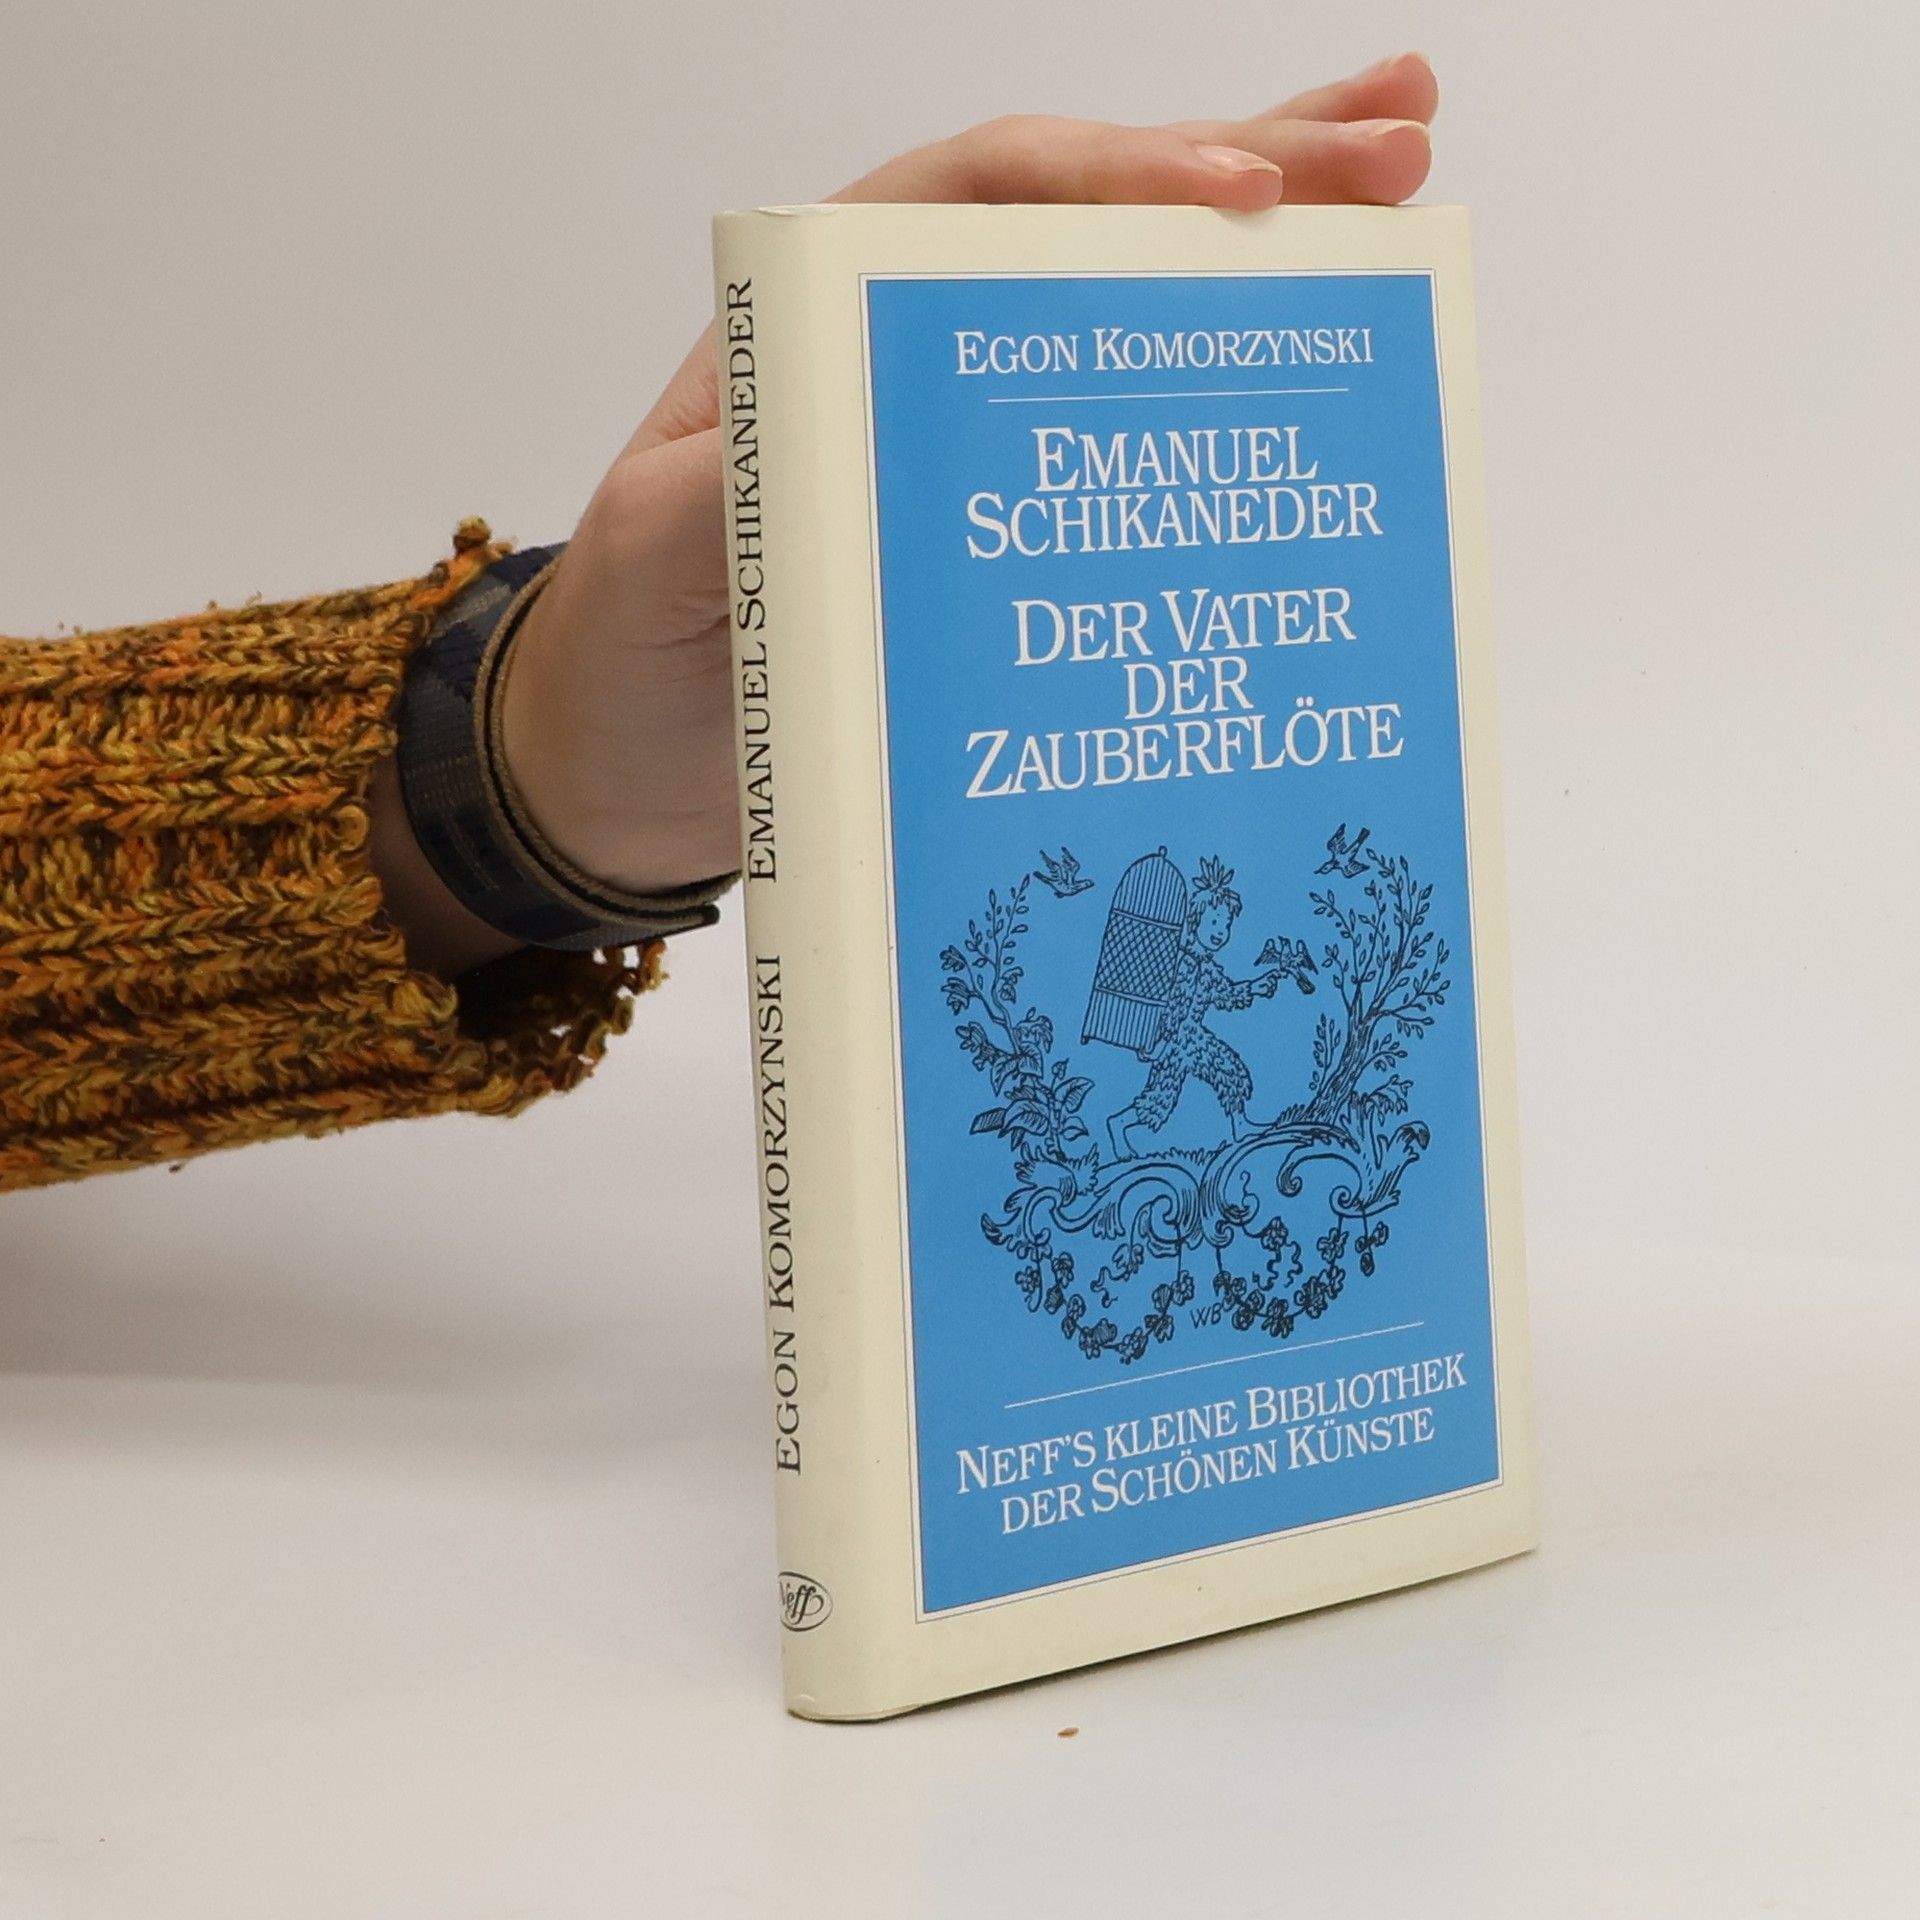 EGON KOMORZYNSKI
EMANUEL
SCHIKANEDER
DER VATER
DER
ZAUBERFLÖTE
WB
NEFF'S KLEINE BIBLIOTHEK
DER SCHÖNEN KÜNSTE
EGON KOMORZYNSKI EMANUEL SCHIKANEDER
Neff